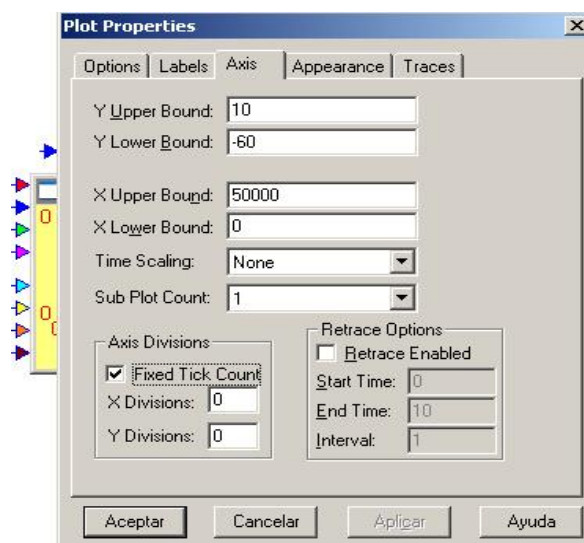 Plot Properties
Options Labels Axis Appearance Traces
Y Upper Bound: 10
Y Lower Bound: -60
X Upper Bound: 50000
X Lower Bound: 0
Time Scaling: None
Sub Plot Count: 1
Axis Divisions
Fixed Tick Count
X Divisions: 0
Y Divisions: 0
Retrace Options
Retrace Enabled
Start Time: 0
End Time: 10
Interval: 1
Aceptar Cancelar Aplicar Ayuda